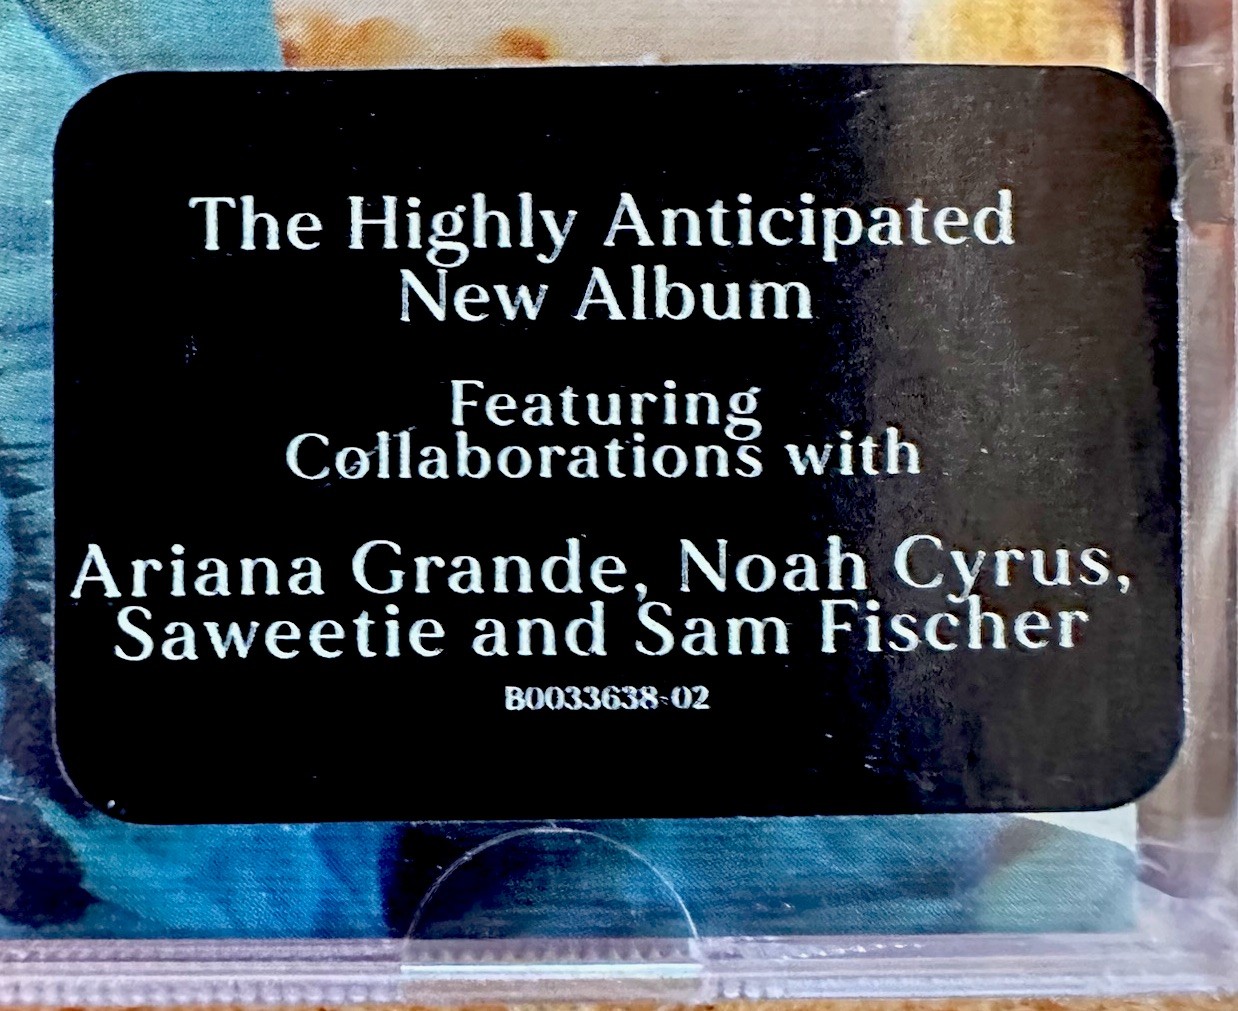 The Highly Anticipated
New Album
Featuring
Collaborations with
Ariana Grande, Noah Cyrus,
Saweetie and Sam Fischer
B0033638-02